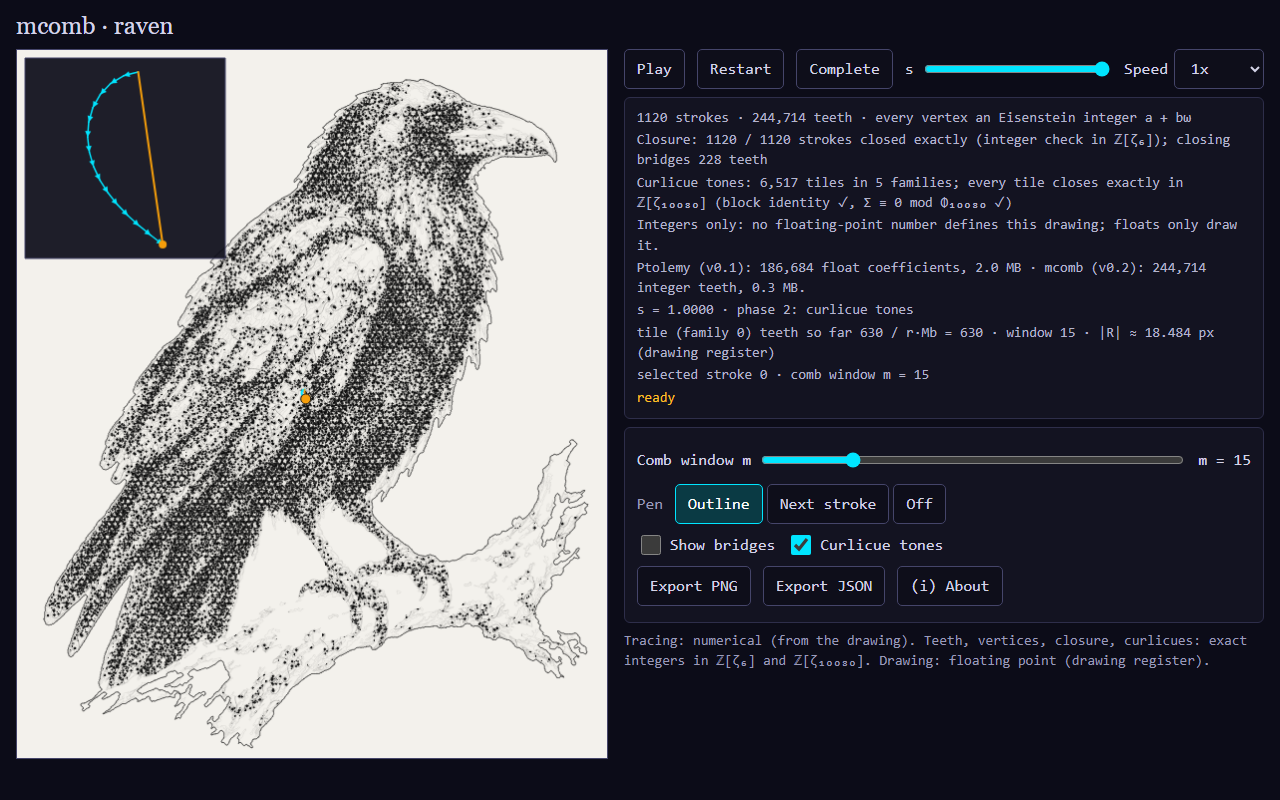 mcomb · raven
Play Restart Complete s Speed 1x
1120 strokes · 244,714 teeth · every vertex an Eisenstein integer a + bω
Closure: 1120 / 1120 strokes closed exactly (integer check in ℤ[ζ₆]); closing
bridges 228 teeth
Curlicue tones: 6,517 tiles in 5 families; every tile closes exactly in
ℤ[ζ₁₀₀₈₀] (block identity ✓, Σ ≡ 0 mod Φ₁₀₀₈₀ ✓)
Integers only: no floating-point number defines this drawing; floats only draw
it.
Ptolemy (v0.1): 186,684 float coefficients, 2.0 MB · mcomb (v0.2): 244,714
integer teeth, 0.3 MB.
s = 1.0000 · phase 2: curlicue tones
tile (family 0) teeth so far 630 / r·Mb = 630 · window 15 · |R| ≈ 18.484 px
(drawing register)
selected stroke 0 · comb window m = 15
ready
Comb window m m = 15
Pen Outline Next stroke Off
Show bridges Curlicue tones
Export PNG Export JSON (i) About
Tracing: numerical (from the drawing). Teeth, vertices, closure, curlicues: exact
integers in ℤ[ζ₆] and ℤ[ζ₁₀₀₈₀]. Drawing: floating point (drawing register).